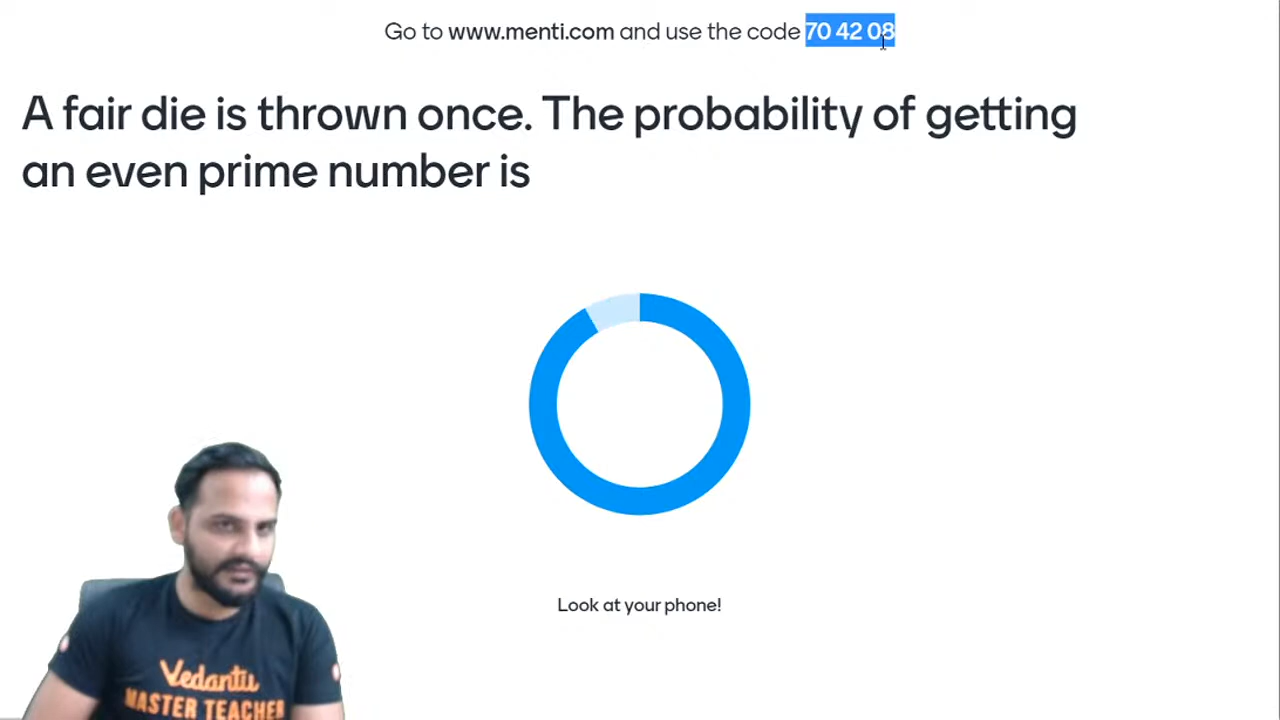 Go to www.menti.com and use the code 70 42 08
A fair die is thrown once. The probability of getting
an even prime number is
Look at your phone!
Vedantu
MASTER TEACHER